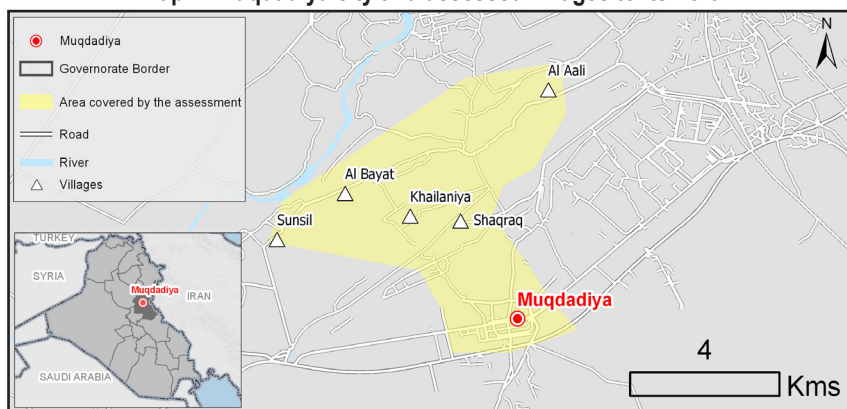 Muqdadiya
Governorate Border
Area covered by the assessment
Road
River
Villages
N
Al Aali
Al Bayat
Khailaniya
Sunsil
Shaqraq
Muqdadiya
4
Kms
TURKEY
SYRIA
IRAN
Muqdadiya
SAUDI ARABIA